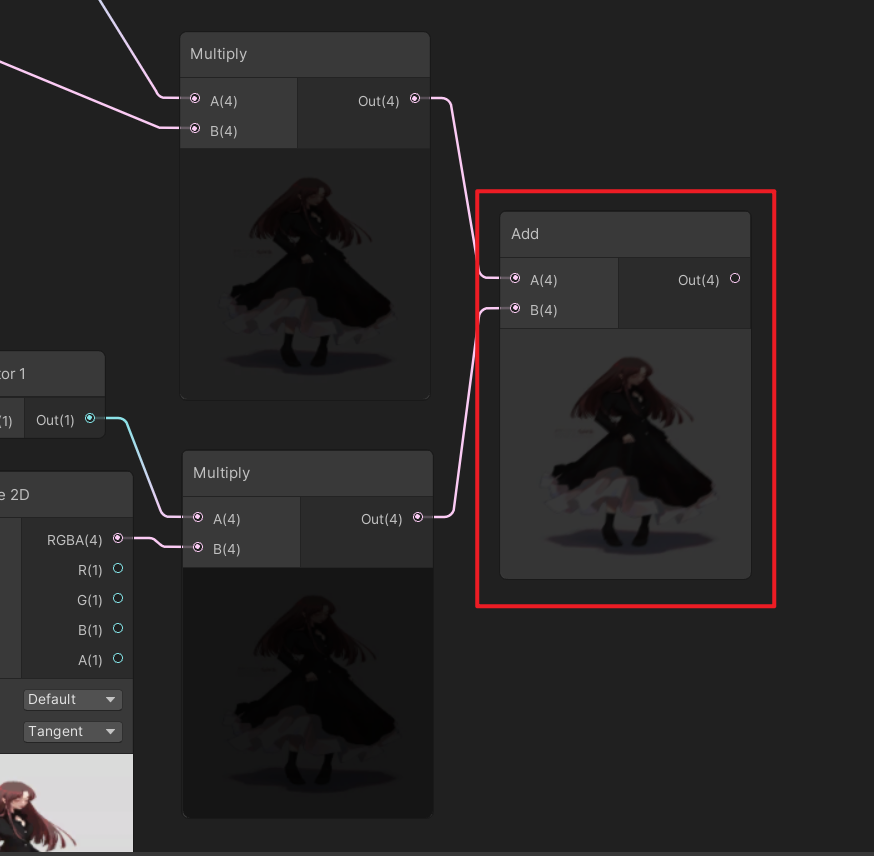 Multiply
A(4) Out(4)
B(4)
Add
A(4) Out(4)
B(4)
tor 1
(1) Out(1)
Multiply
A(4) Out(4)
B(4)
e 2D
RGBA(4)
R(1)
G(1)
B(1)
A(1)
Default
Tangent